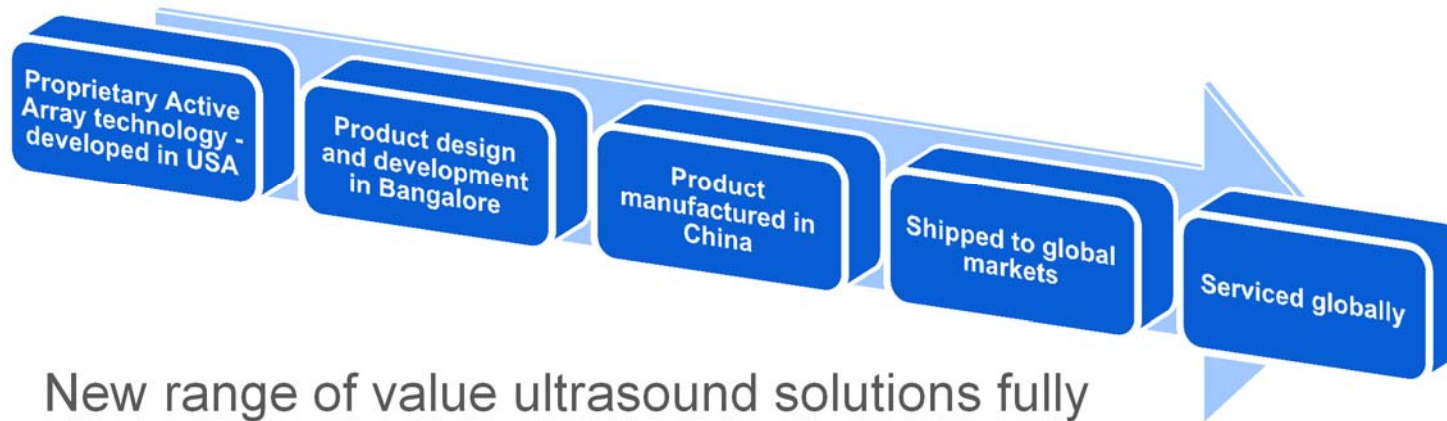 Proprietary Active
Array technology -
developed in USA
Product design
and development
in Bangalore
Product
manufactured in
China
Shipped to global
markets
Serviced globally
New range of value ultrasound solutions fully